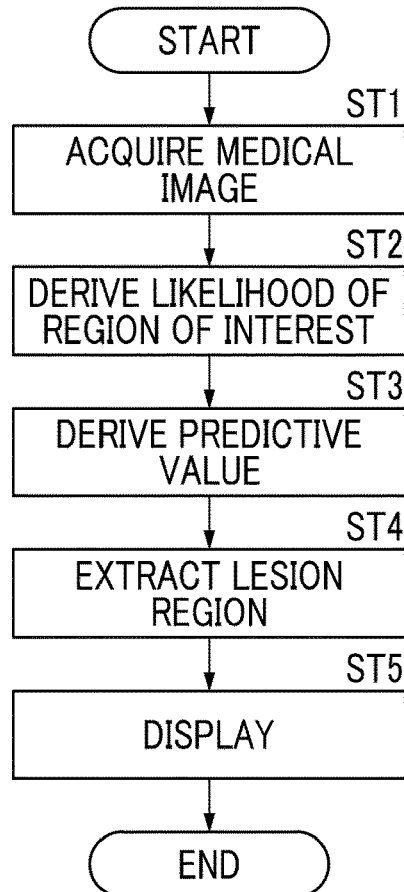 START
ST1
ACQUIRE MEDICAL
IMAGE
ST2
DERIVE LIKELIHOOD OF
REGION OF INTEREST
ST3
DERIVE PREDICTIVE
VALUE
ST4
EXTRACT LESION
REGION
ST5
DISPLAY
END